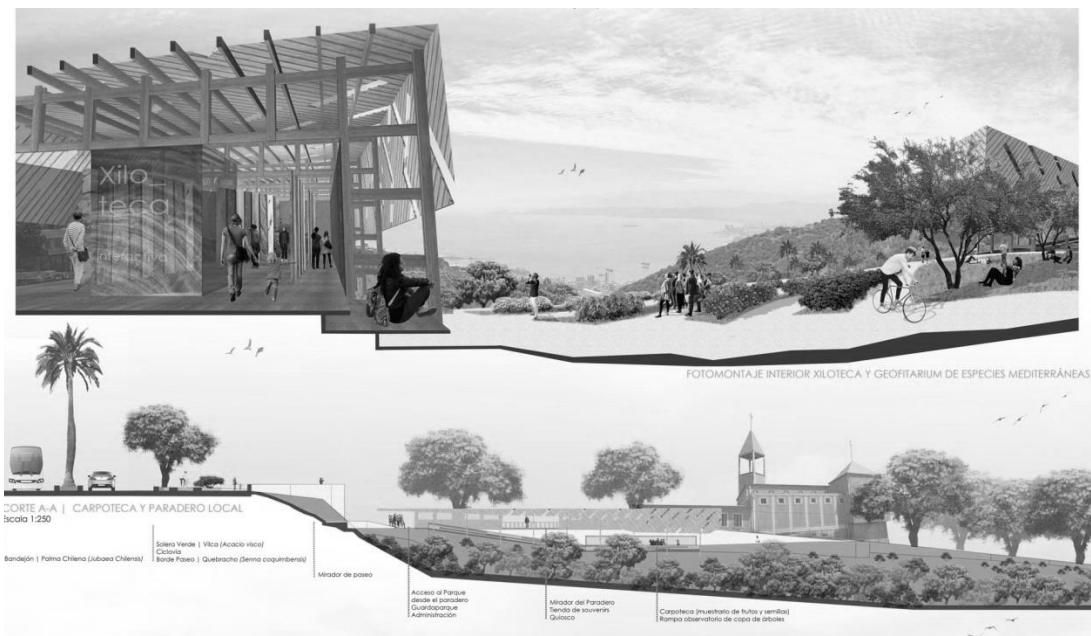 Xilo_
teca
interactiva
FOTOMONTAJE INTERIOR XILOTECA Y GEOFITARIUM DE ESPECIES MEDITERRÁNEAS
CORTE A-A | CARPOTECA Y PARADERO LOCAL
Escala 1:250
Bandejón | Palma Chilena (Jubaea Chilensis)
Solera Verde | Vilca (Acacia visco)
Ciclovía
Borde Paseo | Quebracho (Senna coquimbensis)
Mirador de paseo
Acceso al Parque
desde el paradero
Guardaparque
Administración
Mirador del Paradero
Tienda de souvenirs
Quiosco
Carpoteca (muestrario de frutos y semillas)
Rampa observatorio de copa de árboles